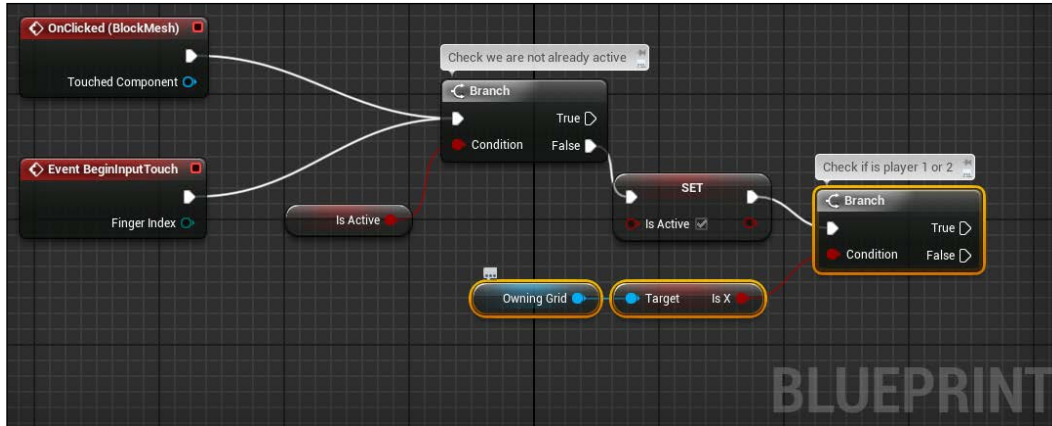 OnClicked (BlockMesh)
Touched Component
Event BeginInputTouch
Finger Index
Is Active
Check we are not already active
Branch
True
Condition
False
SET
Is Active
Owning Grid
Target
Is X
Check if is player 1 or 2
Branch
True
Condition
False
BLUEPRINT